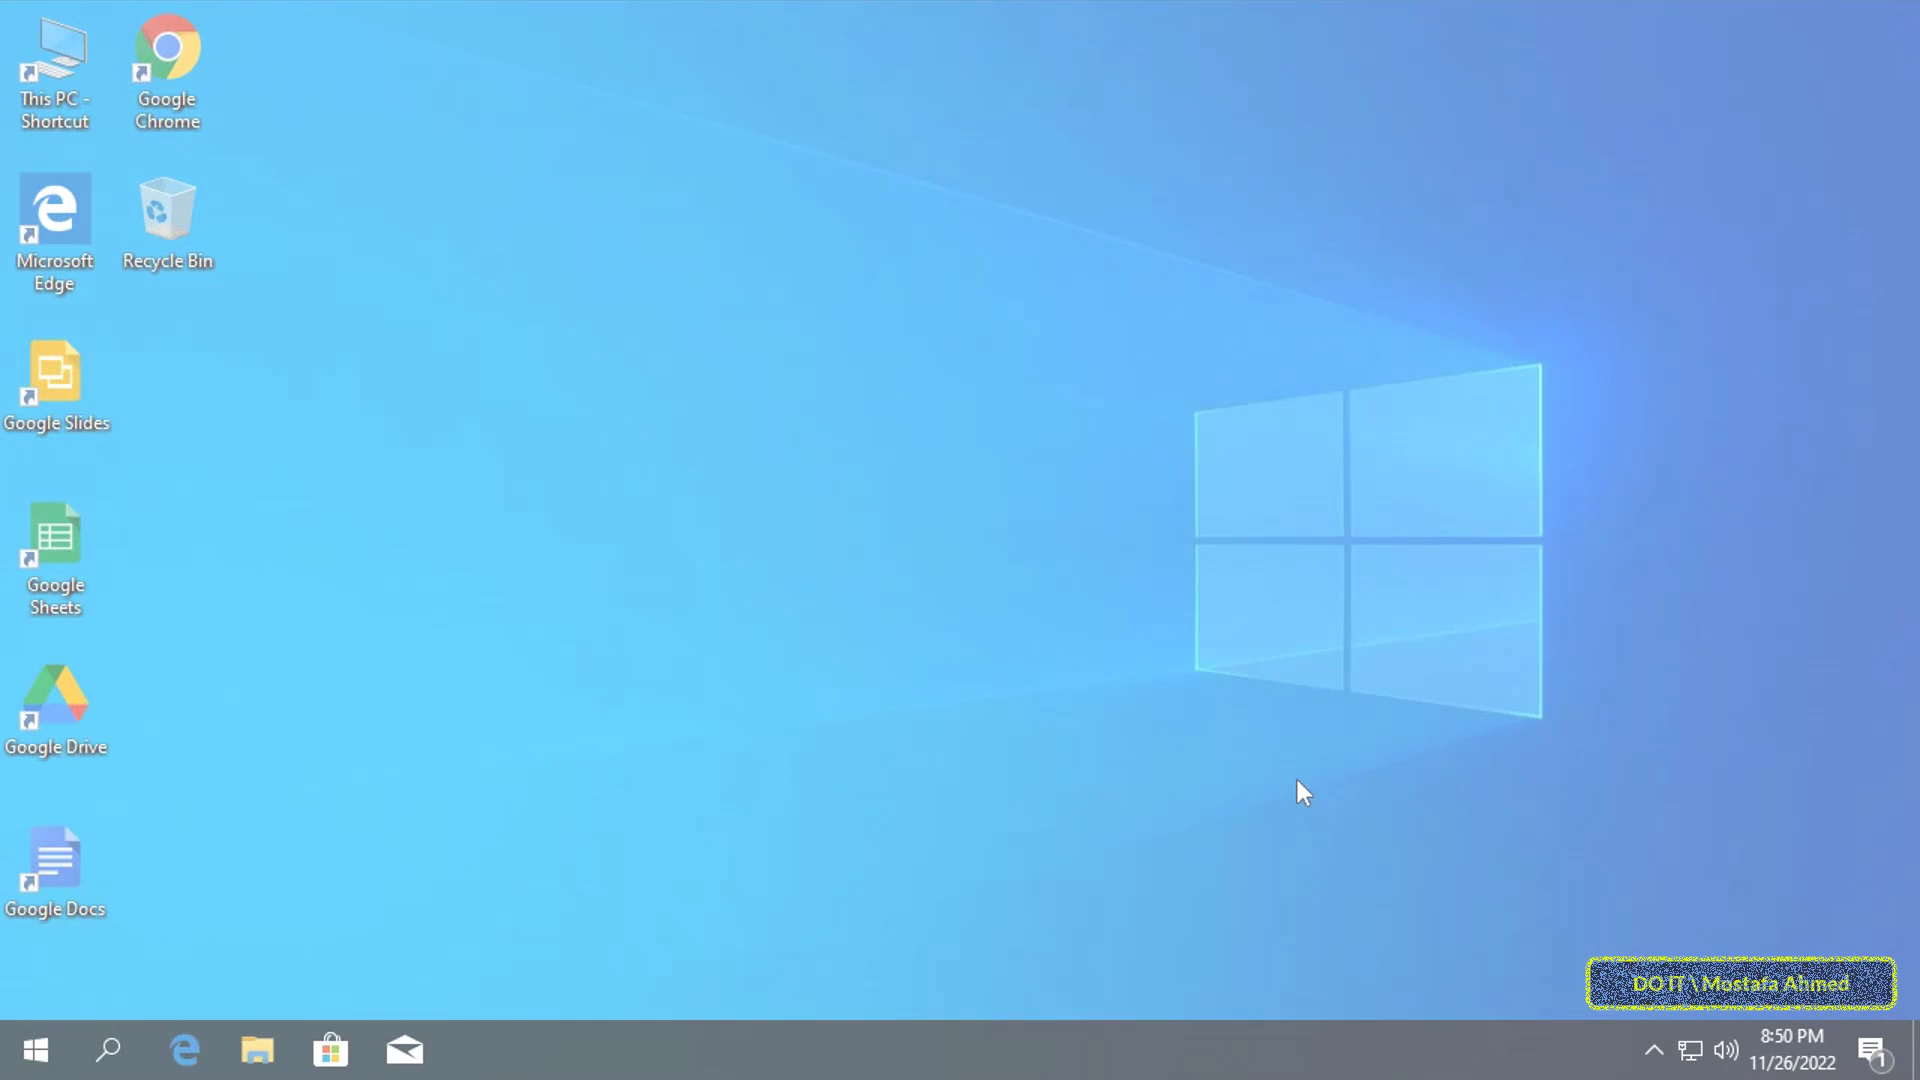 This PC -
Shortcut
Google
Chrome
Microsoft
Edge
Recycle Bin
Google Slides
Google
Sheets
Google Drive
Google Docs
DO IT \ Mostafa Ahmed
8:50 PM
11/26/2022
1